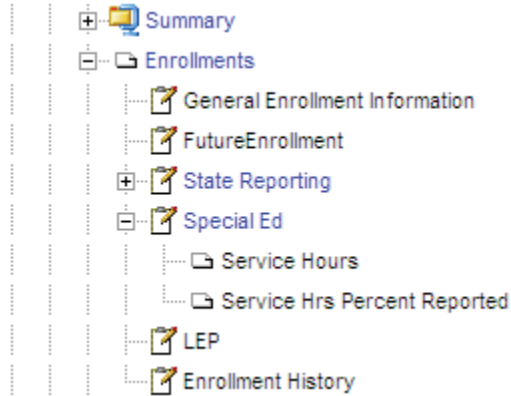 Summary
Enrollments
General Enrollment Information
FutureEnrollment
State Reporting
Special Ed
Service Hours
Service Hrs Percent Reported
LEP
Enrollment History